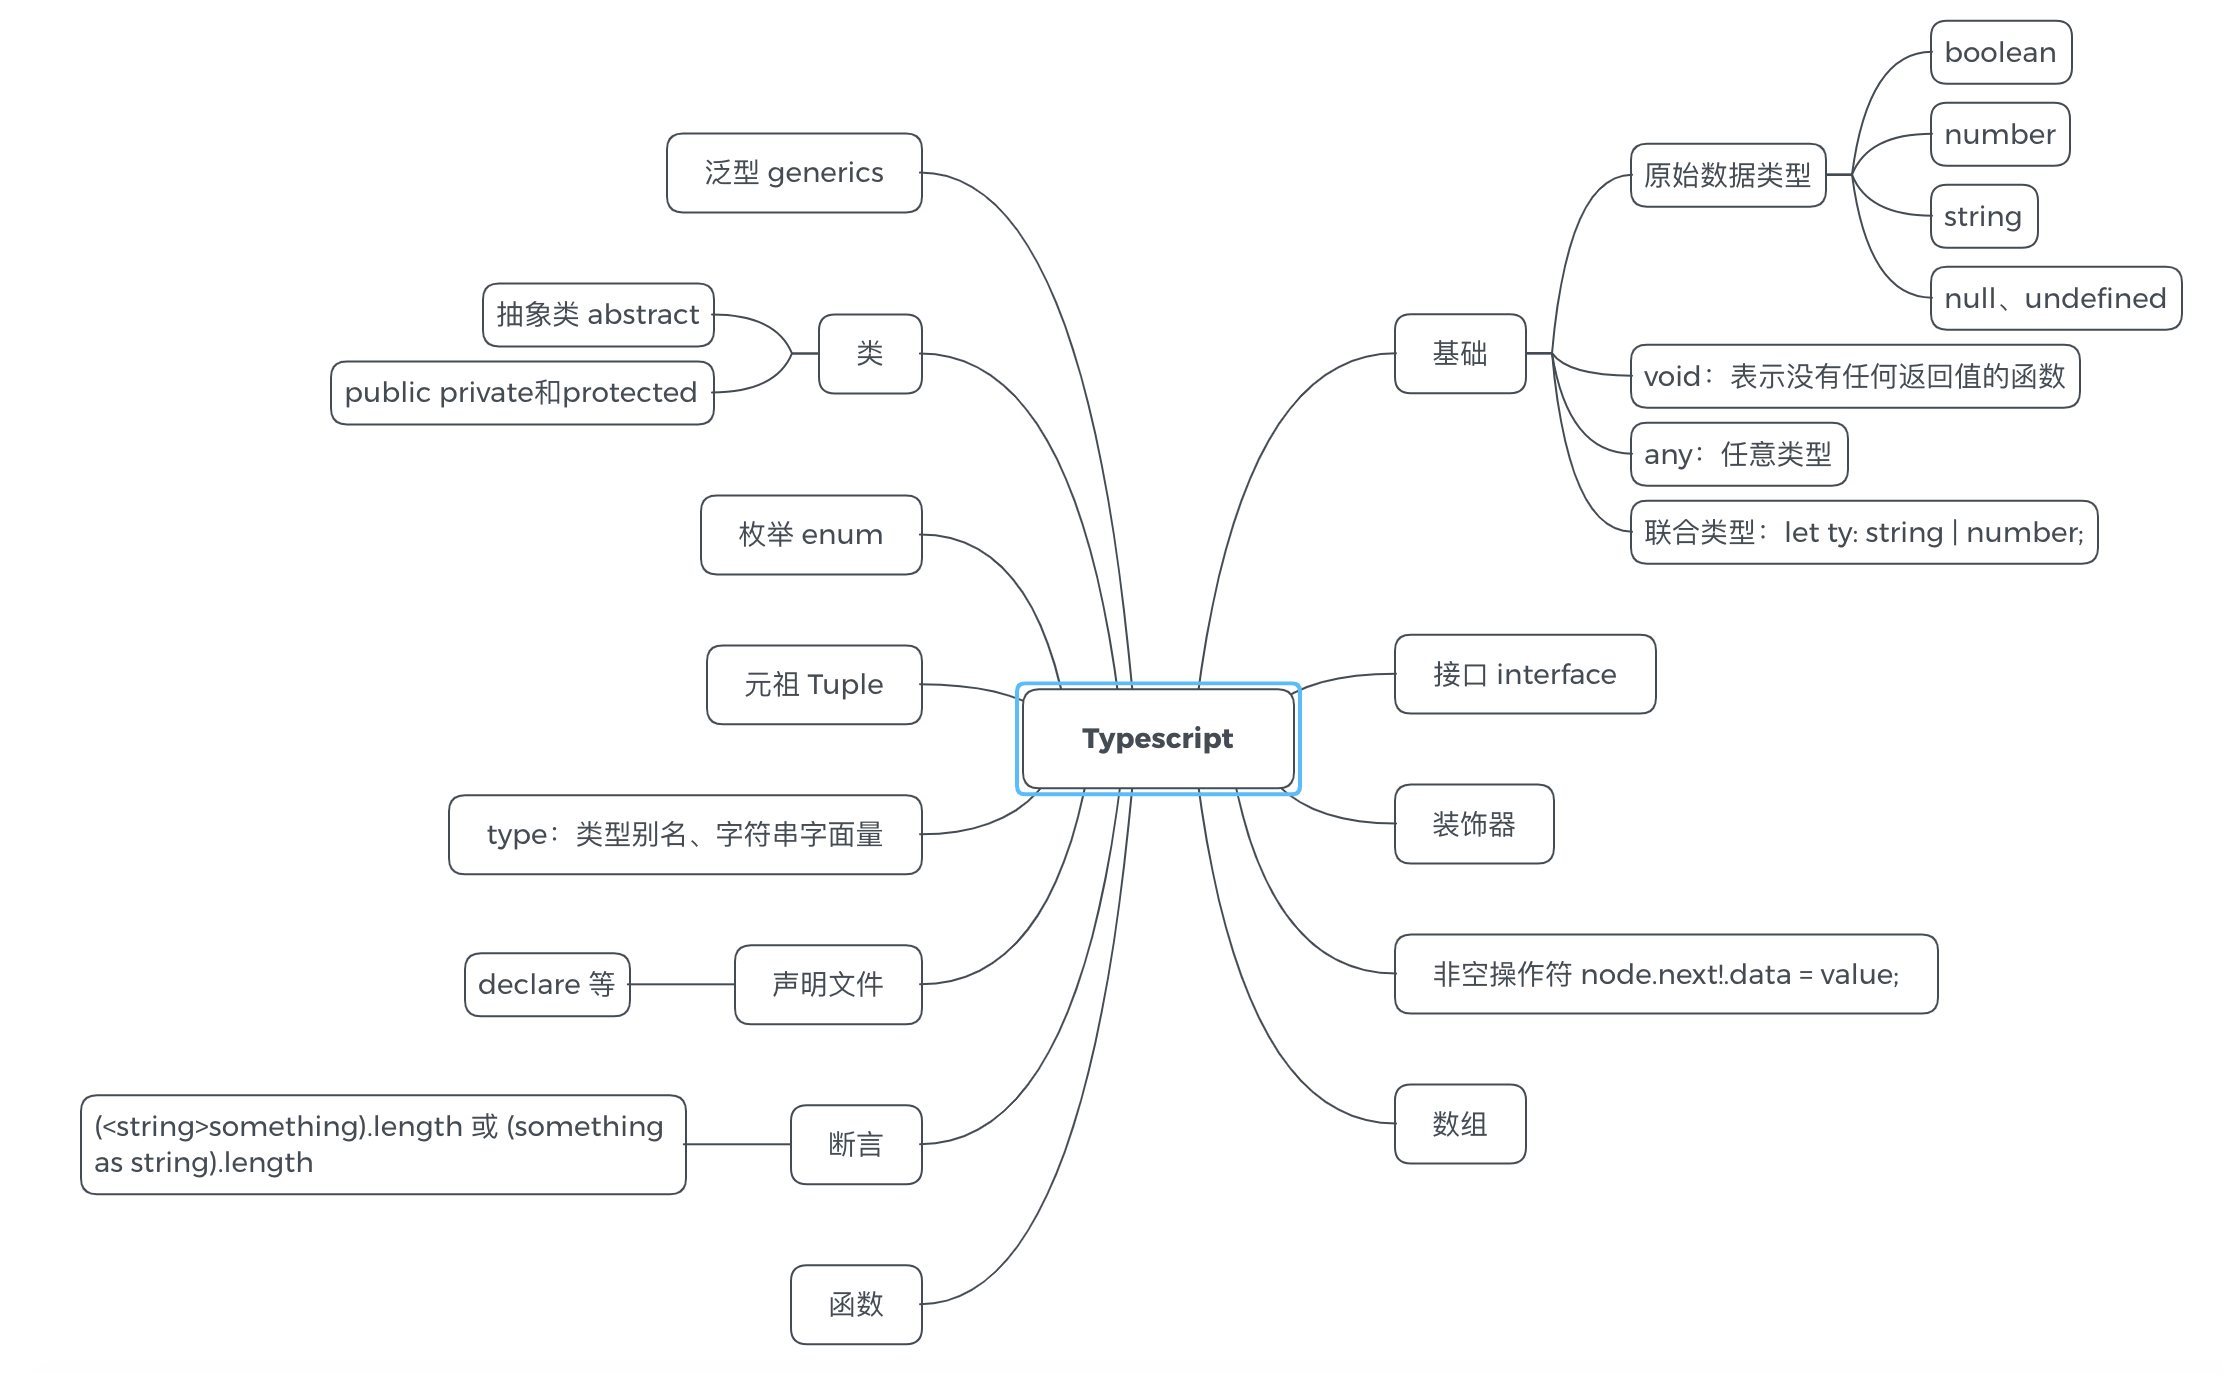 Typescript
基础
原始数据类型
boolean
number
string
null、undefined
void：表示没有任何返回值的函数
any：任意类型
联合类型：let ty: string | number;
接口 interface
装饰器
非空操作符 node.next!.data = value;
数组
泛型 generics
类
抽象类 abstract
public private和protected
枚举 enum
元祖 Tuple
type：类型别名、字符串字面量
声明文件
declare 等
断言
(<string>something).length 或 (something
as string).length
函数